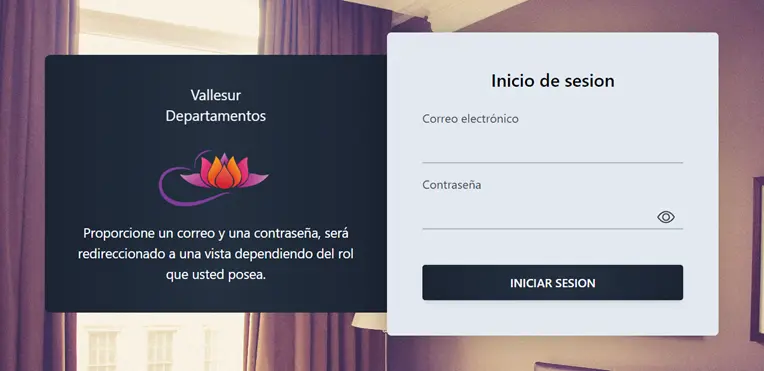 Vallesur
Departamentos
Proporcione un correo y una contraseña, será
redireccionado a una vista dependiendo del rol
que usted posea.
Inicio de sesion
Correo electrónico
Contraseña
INICIAR SESION